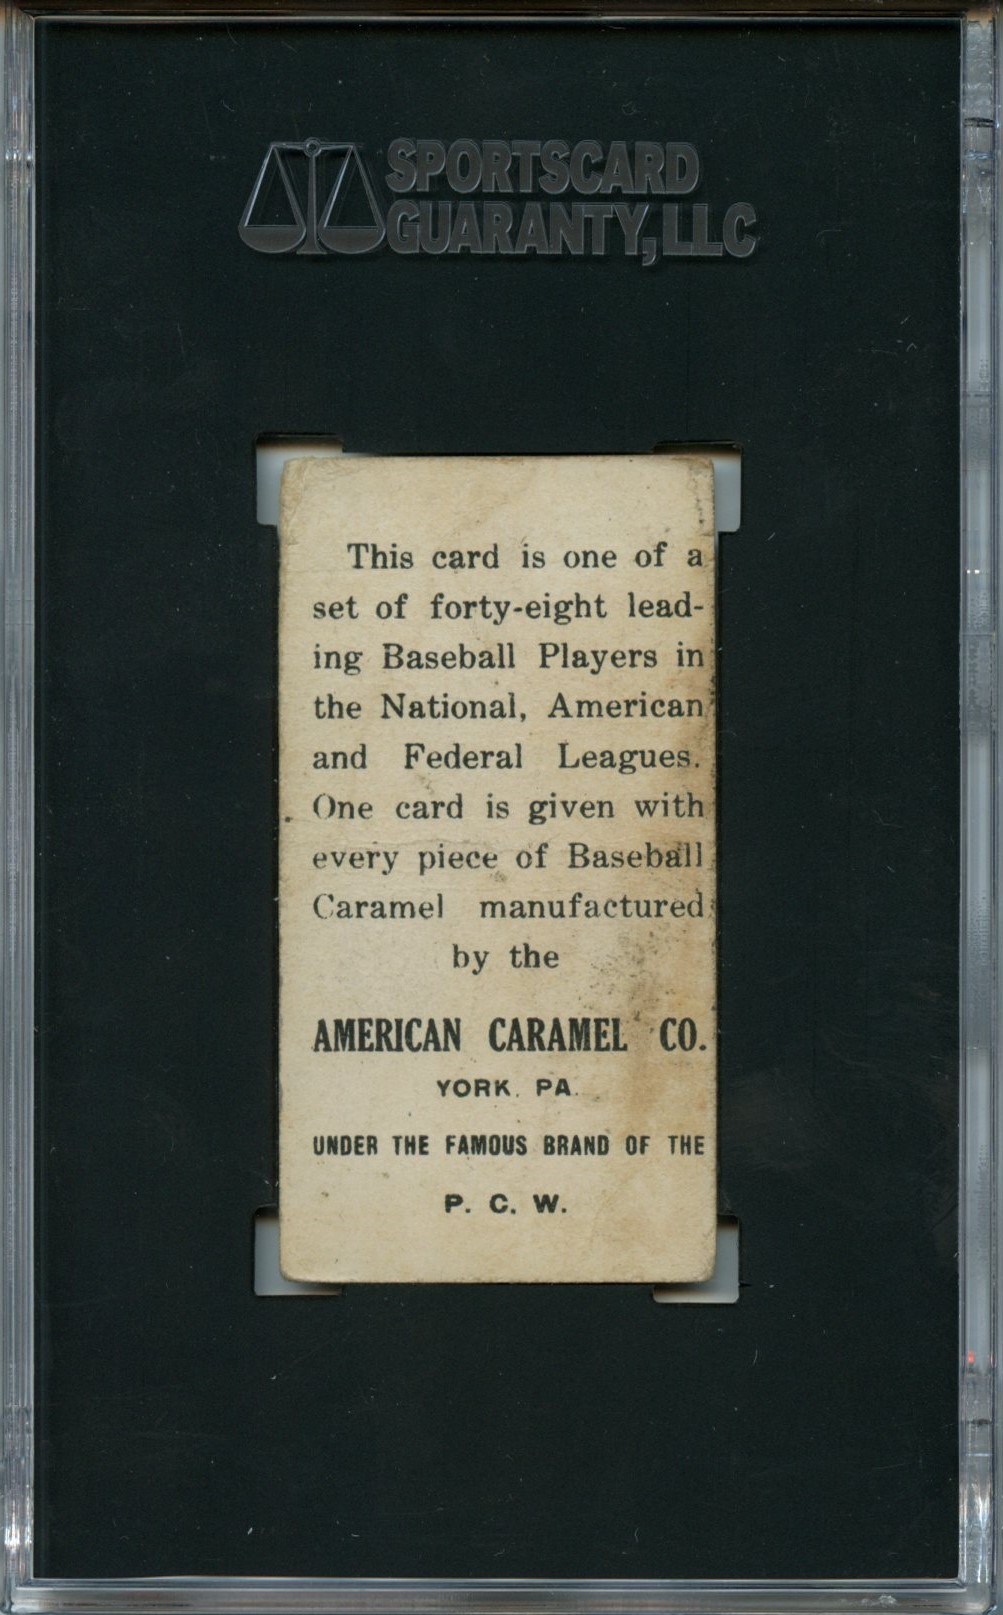 SPORTSCARD
GUARANTY, LLC
This card is one of a
set of forty-eight lead-
ing Baseball Players in
the National, American
and Federal Leagues.
One card is given with
every piece of Baseball
Caramel manufactured
by the
AMERICAN CARAMEL CO.
YORK, PA.
UNDER THE FAMOUS BRAND OF THE
P. C. W.